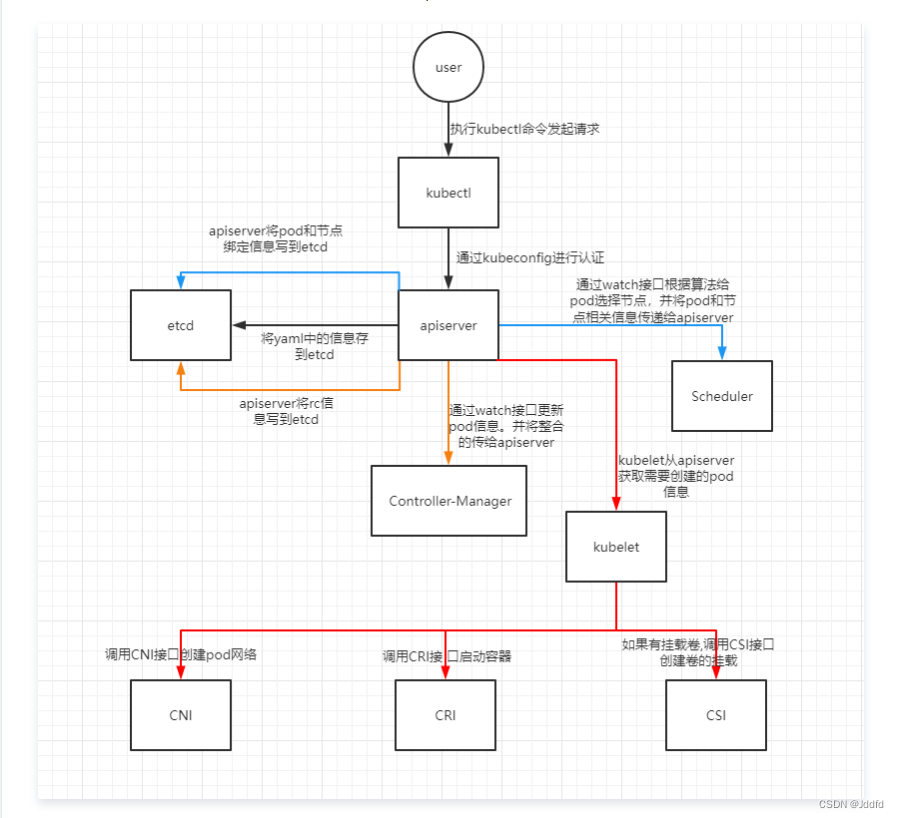 user
执行kubectl命令发起请求
kubectl
apiserver将pod和节点
绑定信息写到etcd
通过kubeconfig进行认证
通过watch接口根据算法给
pod选择节点，并将pod和节
点相关信息传递给apiserver
etcd
apiserver
将yaml中的信息存
到etcd
Scheduler
apiserver将rc信
息写到etcd
通过watch接口更新
pod信息。并将整合
的传给apiserver
kubelet从apiserver
获取需要创建的pod
信息
Controller-Manager
kubelet
调用CNI接口创建pod网络
调用CRI接口启动容器
如果有挂载卷,调用CSI接口
创建卷的挂载
CNI
CRI
CSI
CSDN @Jddfd